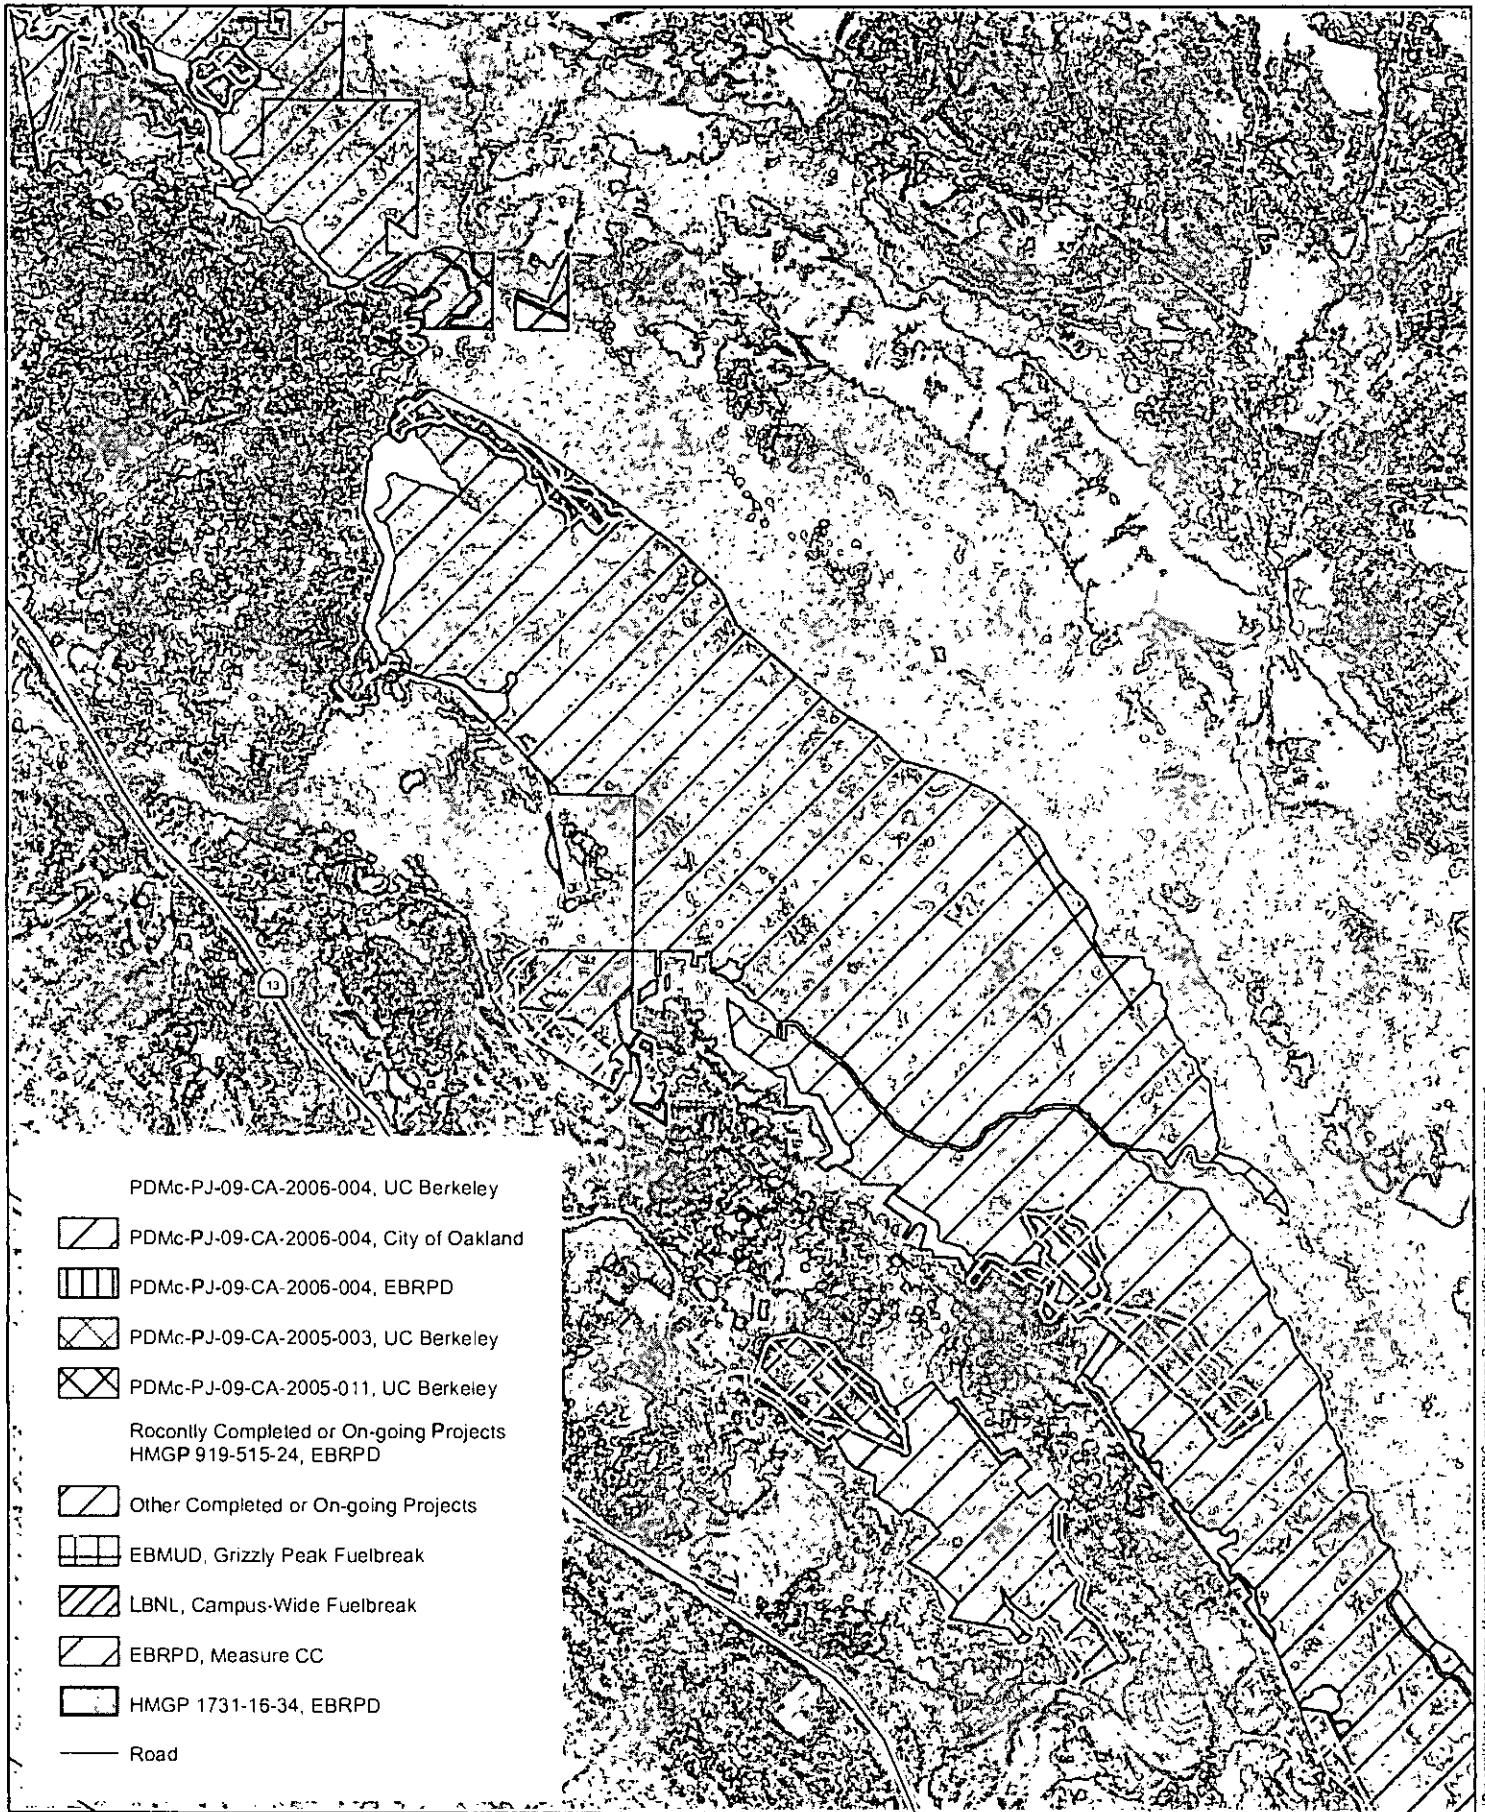 13
PDMc-PJ-09-CA-2006-004, UC Berkeley
PDMc-PJ-09-CA-2006-004, City of Oakland
PDMc-PJ-09-CA-2006-004, EBRPD
PDMc-PJ-09-CA-2005-003, UC Berkeley
PDMc-PJ-09-CA-2005-011, UC Berkeley
Rocontly Completed or On-going Projects
HMGP 919-515-24, EBRPD
Other Completed or On-going Projects
EBMUD, Grizzly Peak Fuelbreak
LBNL, Campus-Wide Fuelbreak
EBRPD, Measure CC
HMGP 1731-16-34, EBRPD
Road